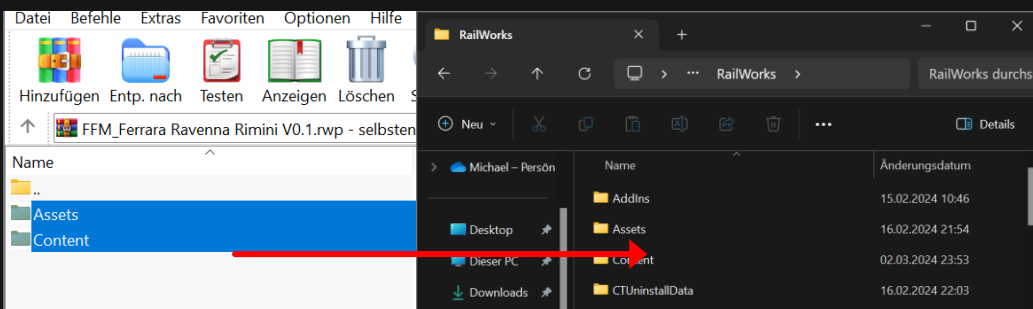 Datei Befehle Extras Favoriten Optionen Hilfe
Hinzufügen Entp. nach Testen Anzeigen Löschen
FFM_Ferrara Ravenna Rimini V0.1.rwp - selbsten
Name
..
Assets
Content
RailWorks
RailWorks
RailWorks durchs
Neu
Details
Michael – Persön
Desktop
Dieser PC
Downloads
Name Änderungsdatum
AddIns 15.02.2024 10:46
Assets 16.02.2024 21:54
Content 02.03.2024 23:53
CTUninstallData 16.02.2024 22:03